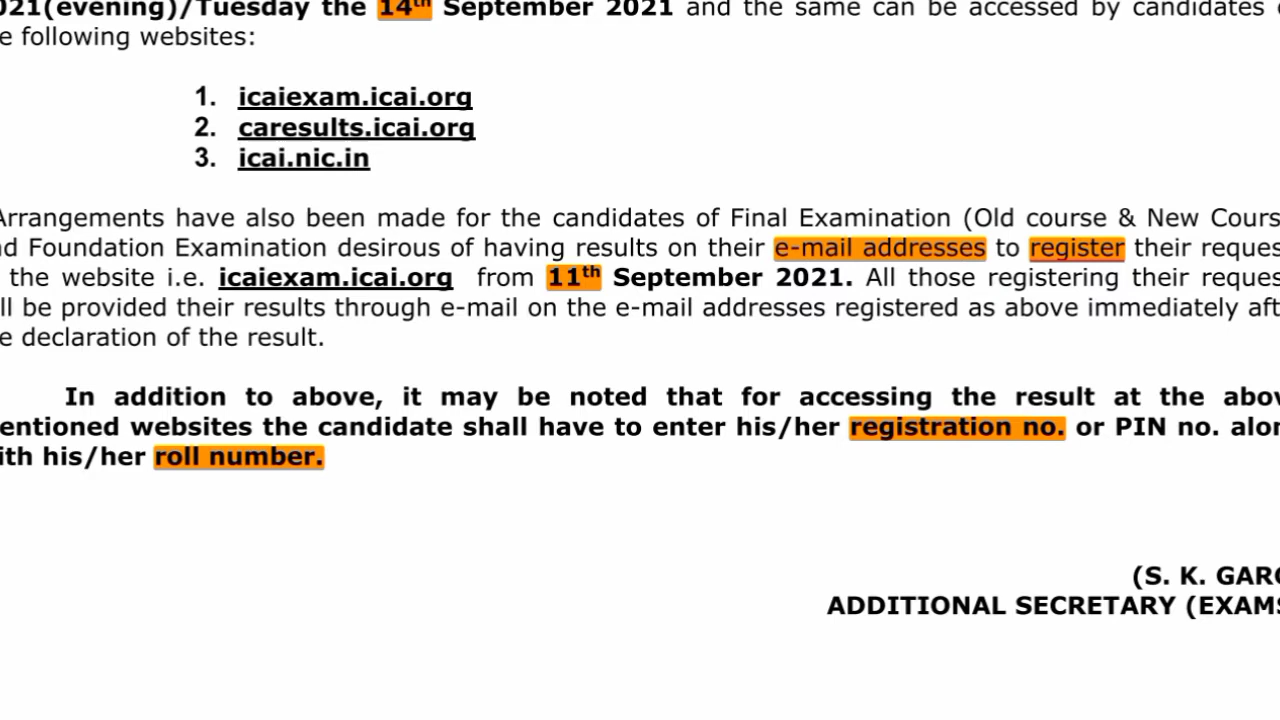 2021(evening)/Tuesday the 14th September 2021 and the same can be accessed by candidates
following websites:
1. icaiexam.icai.org
2. caresults.icai.org
3. icai.nic.in
Arrangements have also been made for the candidates of Final Examination (Old course & New Cours
Foundation Examination desirous of having results on their e-mail addresses to register their reques
the website i.e. icaiexam.icai.org from 11th September 2021. All those registering their reques
ll be provided their results through e-mail on the e-mail addresses registered as above immediately aft
e declaration of the result.
In addition to above, it may be noted that for accessing the result at the abov
entioned websites the candidate shall have to enter his/her registration no. or PIN no. alon
ith his/her roll number.
(S. K. GARG
ADDITIONAL SECRETARY (EXAMS